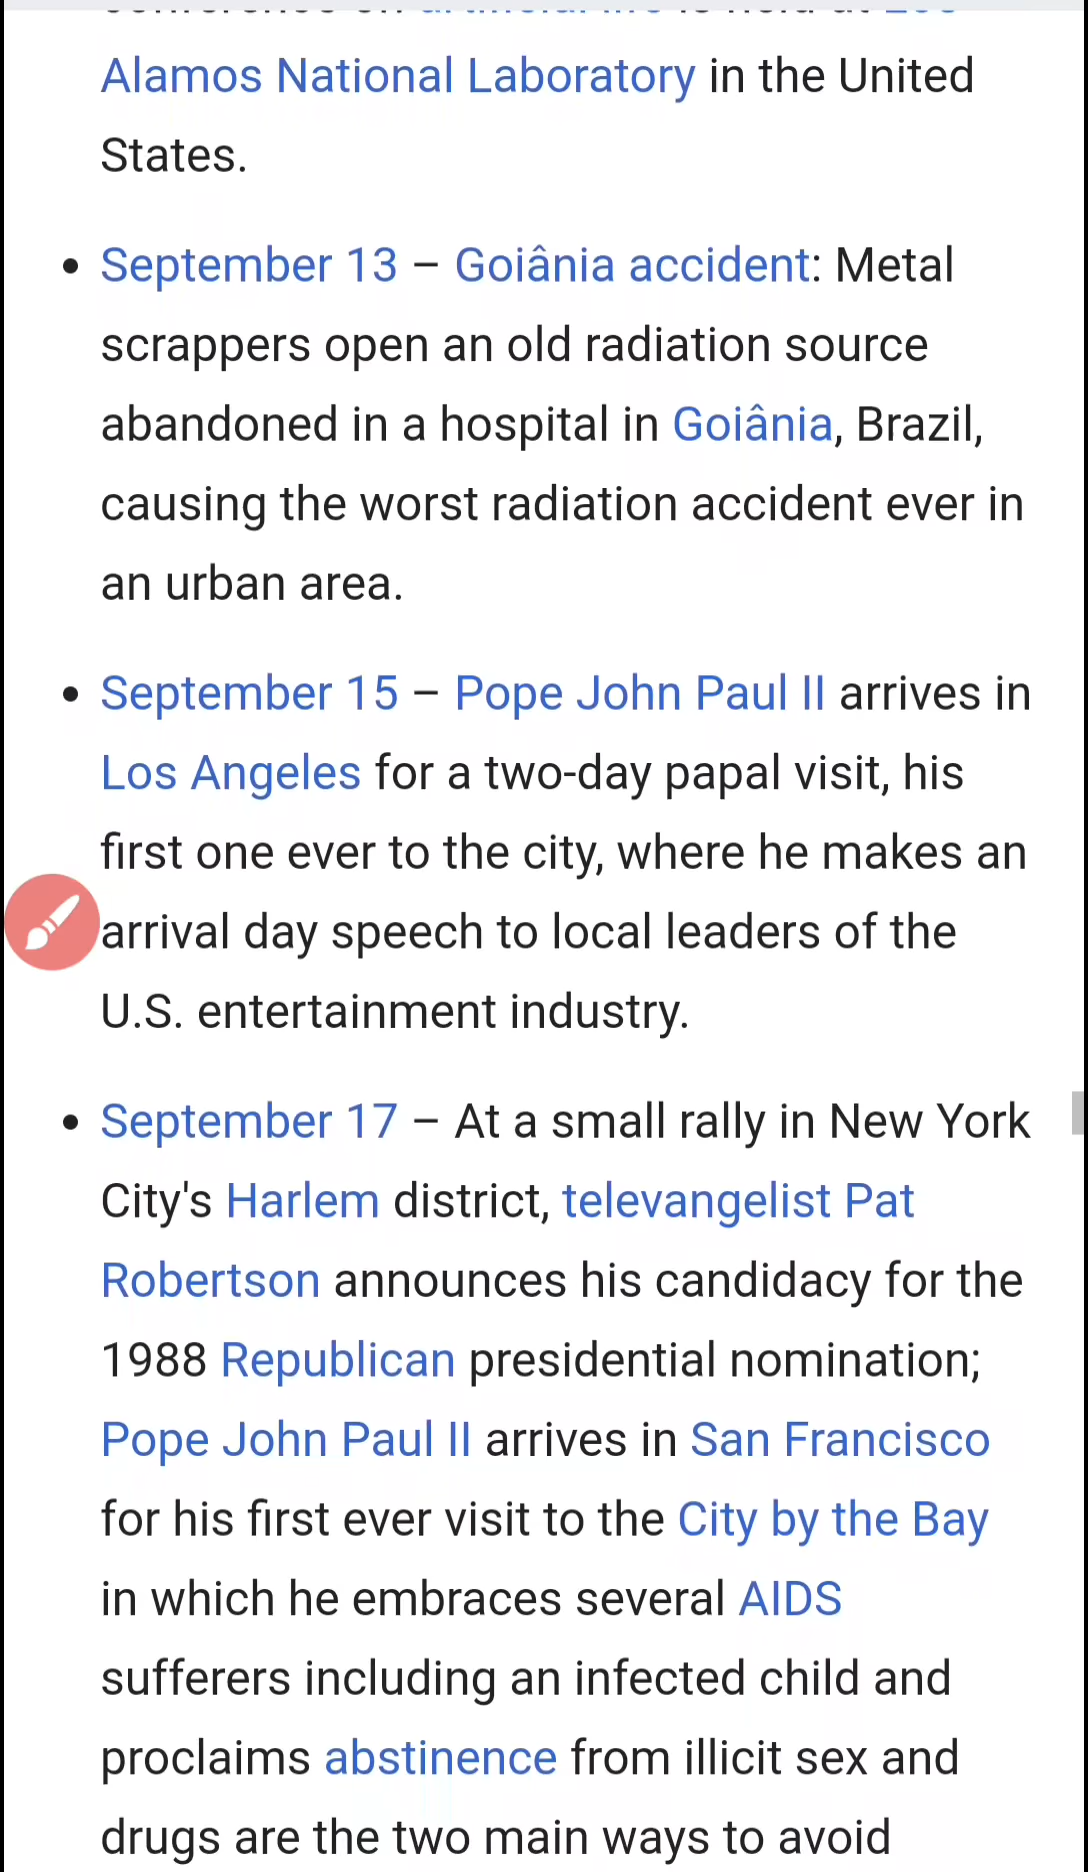 Alamos National Laboratory in the United
States.
• September 13 – Goiânia accident: Metal
scrappers open an old radiation source
abandoned in a hospital in Goiânia, Brazil,
causing the worst radiation accident ever in
an urban area.
• September 15 – Pope John Paul II arrives in
Los Angeles for a two-day papal visit, his
first one ever to the city, where he makes an
arrival day speech to local leaders of the
U.S. entertainment industry.
• September 17 – At a small rally in New York
City's Harlem district, televangelist Pat
Robertson announces his candidacy for the
1988 Republican presidential nomination;
Pope John Paul II arrives in San Francisco
for his first ever visit to the City by the Bay
in which he embraces several AIDS
sufferers including an infected child and
proclaims abstinence from illicit sex and
drugs are the two main ways to avoid